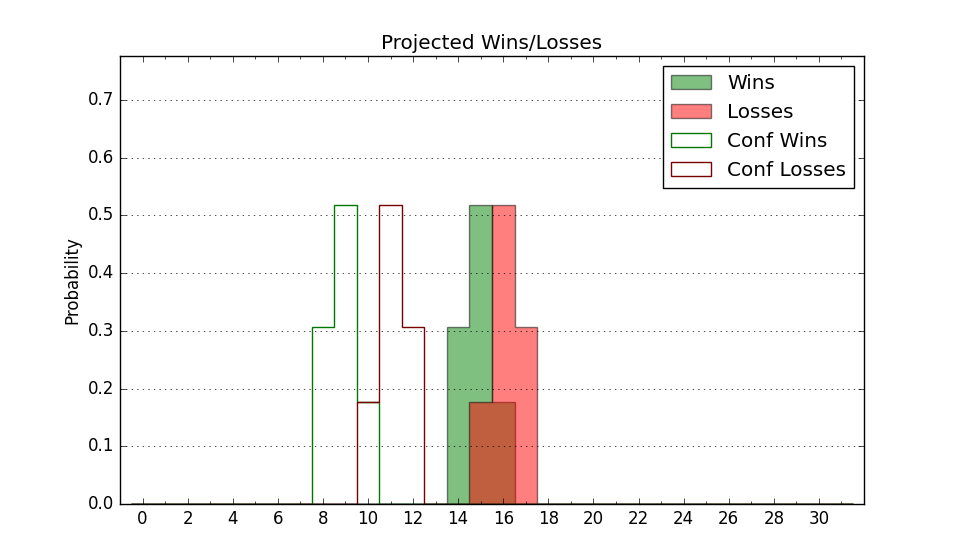 Projected Wins/Losses
Wins
Losses
Conf Wins
Conf Losses
Probability
0.7
0.6
0.5
0.4
0.3
0.2
0.1
0.0
0 2 4 6 8 10 12 14 16 18 20 22 24 26 28 30